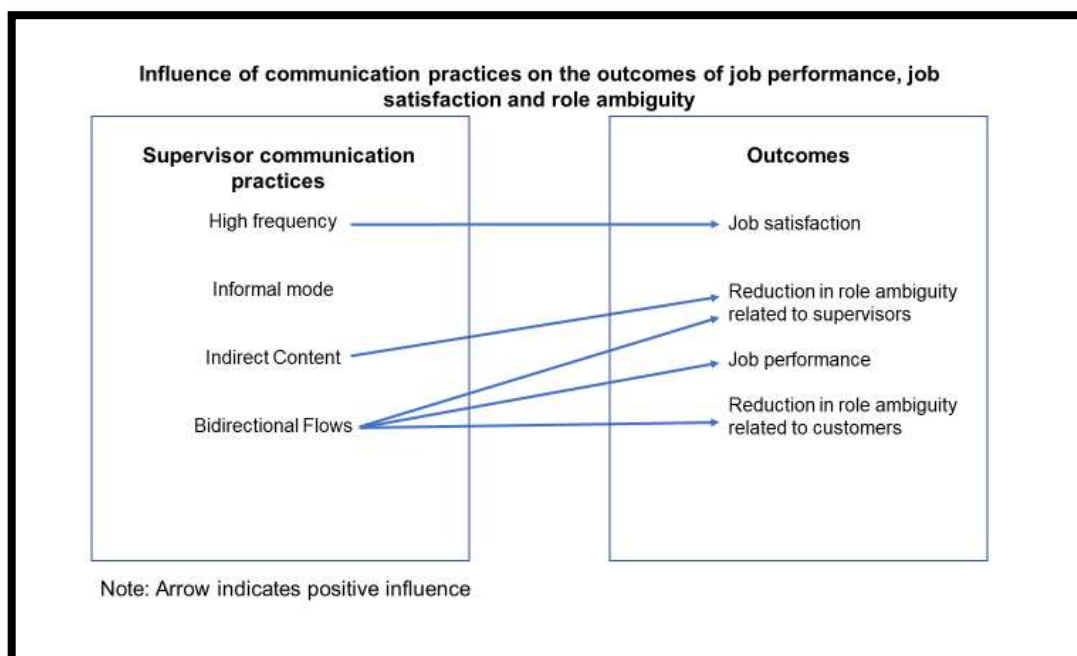 Influence of communication practices on the outcomes of job performance, job
satisfaction and role ambiguity
Supervisor communication
practices
High frequency
Informal mode
Indirect Content
Bidirectional Flows
Outcomes
Job satisfaction
Reduction in role ambiguity
related to supervisors
Job performance
Reduction in role ambiguity
related to customers
Note: Arrow indicates positive influence